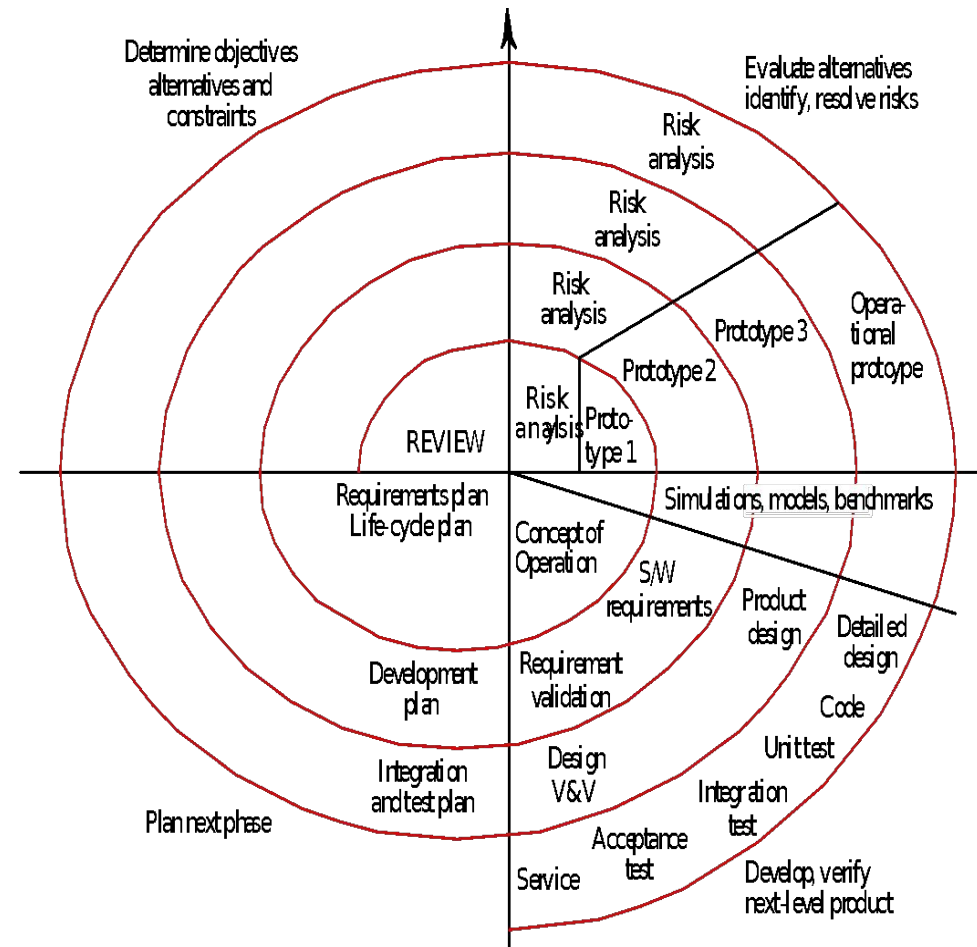 Determine objectives
alternatives and
constraints
Evaluate alternatives
identify, resolve risks
Risk
analysis
Risk
analysis
Risk
analysis
Risk
analysis
REVIEW
Proto-
type 1
Prototype 2
Prototype 3
Opera-
tional
protoype
Requirements plan
Life-cycle plan
Concept of
Operation
Simulations, models, benchmarks
S/W
requirements
Product
design
Detailed
design
Development
plan
Requirement
validation
Code
Unit test
Integration
and test plan
Design
V&V
Integration
test
Plan next phase
Acceptance
test
Service
Develop, verify
next-level product